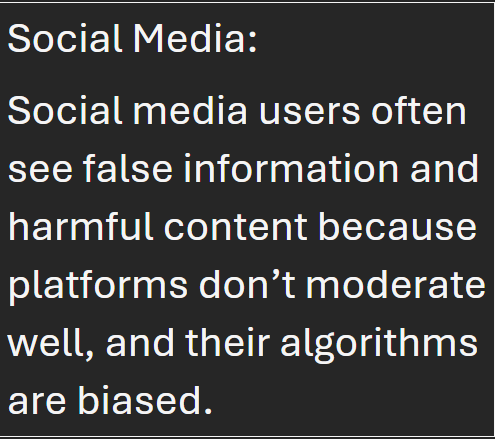 Social Media:
Social media users often
see false information and
harmful content because
platforms don’t moderate
well, and their algorithms
are biased.